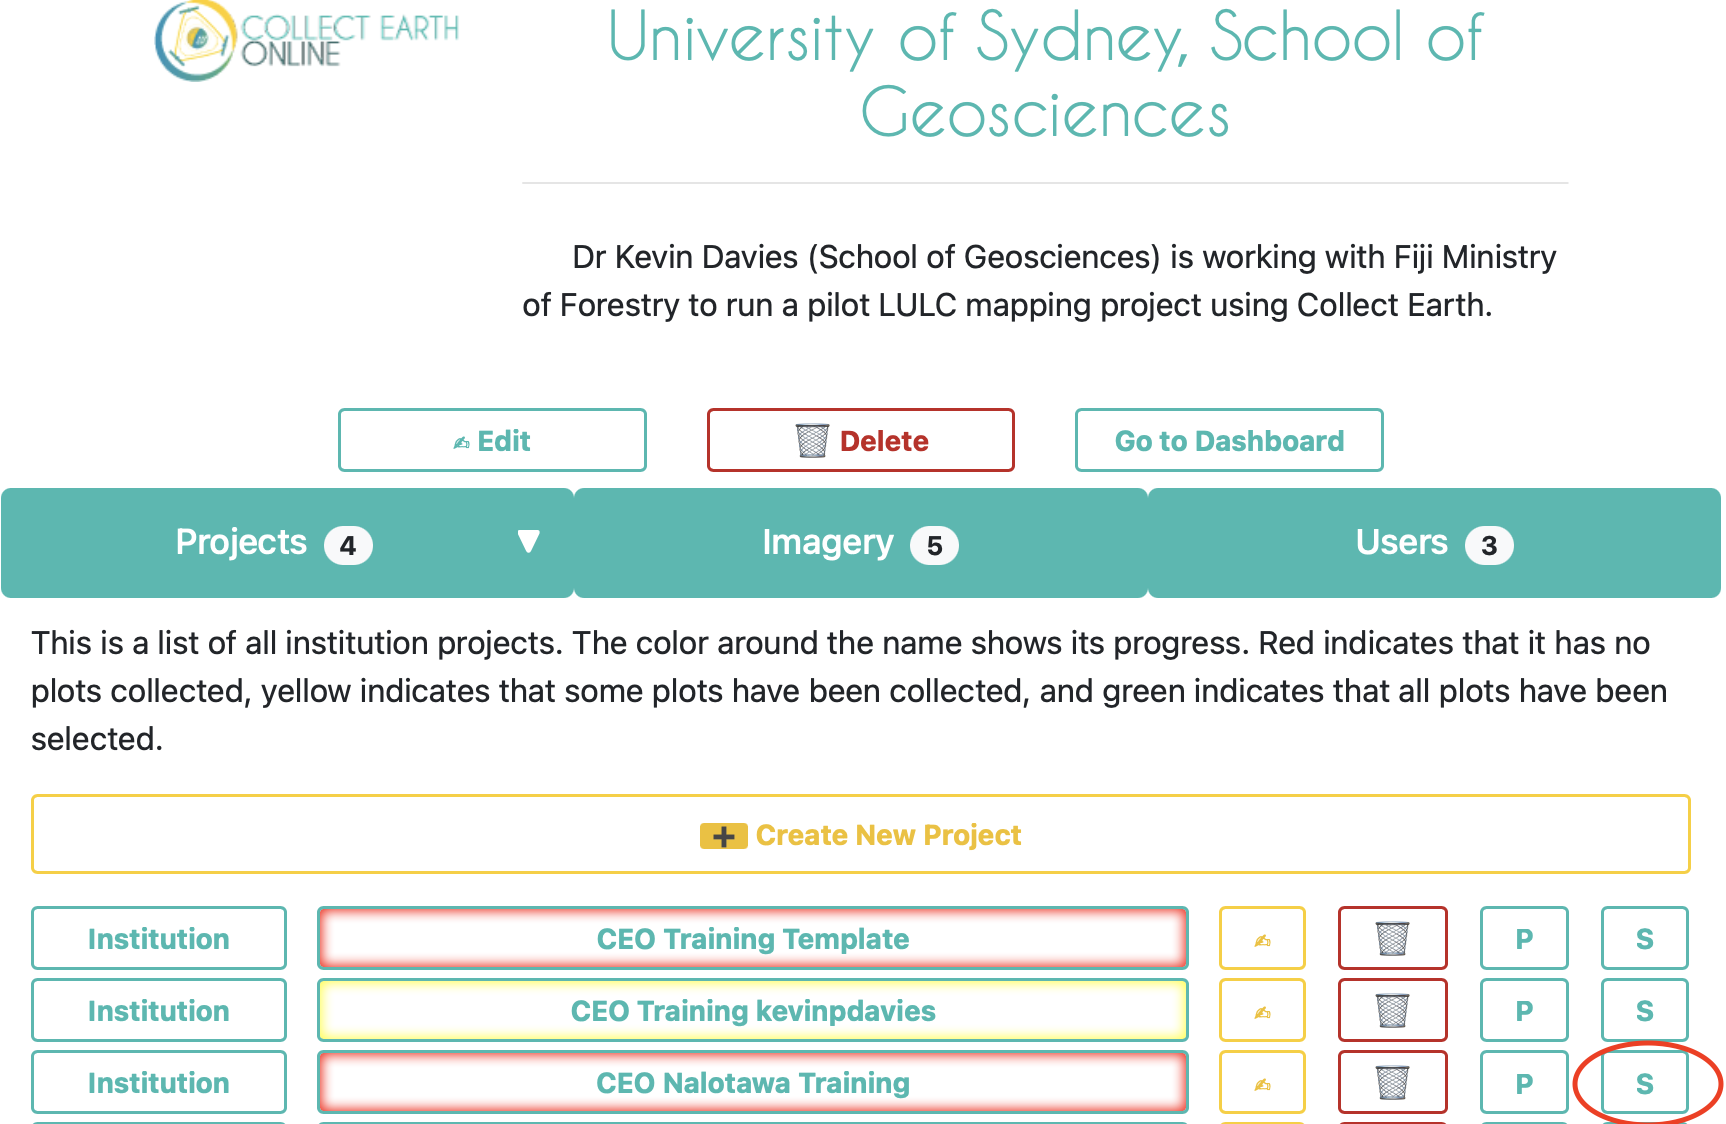 COLLECT EARTH
ONLINE
University of Sydney, School of
Geosciences
Dr Kevin Davies (School of Geosciences) is working with Fiji Ministry
of Forestry to run a pilot LULC mapping project using Collect Earth.
Edit
Delete
Go to Dashboard
Projects 4
Imagery 5
Users 3
This is a list of all institution projects. The color around the name shows its progress. Red indicates that it has no
plots collected, yellow indicates that some plots have been collected, and green indicates that all plots have been
selected.
Create New Project
Institution CEO Training Template P S
Institution CEO Training kevinpdavies P S
Institution CEO Nalotawa Training P S